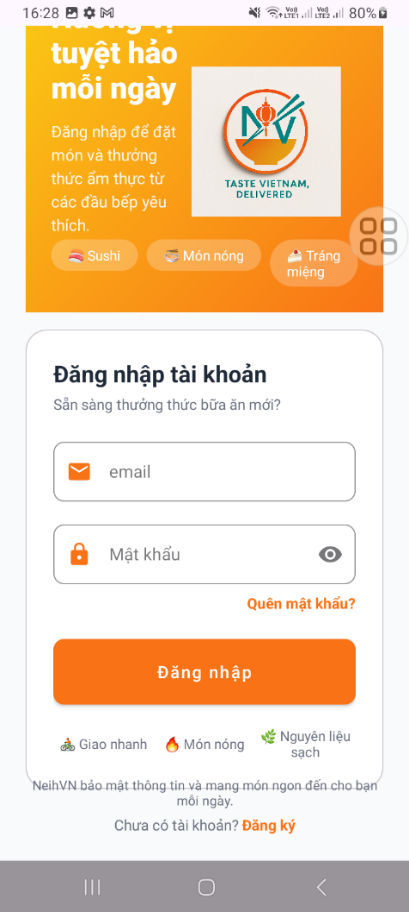 16:28 80%
Hương vị
tuyệt hảo
mỗi ngày
Đăng nhập để đặt
món và thưởng
thức ẩm thực từ
các đầu bếp yêu
thích.
NV
TASTE VIETNAM,
DELIVERED
Sushi
Món nóng
Tráng
miệng
Đăng nhập tài khoản
Sẵn sàng thưởng thức bữa ăn mới?
email
Mật khẩu
Quên mật khẩu?
Đăng nhập
Giao nhanh
Món nóng
Nguyên liệu
sạch
NeihVN bảo mật thông tin và mang món ngon đến cho bạn
mỗi ngày.
Chưa có tài khoản? Đăng ký